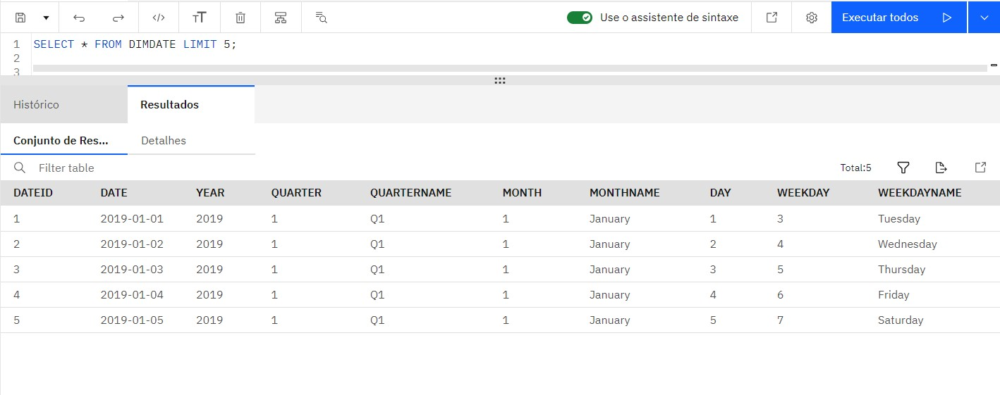 </> TT Use o assistente de sintaxe Executar todos
1 SELECT * FROM DIMDATE LIMIT 5;
2
3
Histórico Resultados
Conjunto de Res... Detalhes
Filter table Total:5
DATEID DATE YEAR QUARTER QUARTERNAME MONTH MONTHNAME DAY WEEKDAY WEEKDAYNAME
1 2019-01-01 2019 1 Q1 1 January 1 3 Tuesday
2 2019-01-02 2019 1 Q1 1 January 2 4 Wednesday
3 2019-01-03 2019 1 Q1 1 January 3 5 Thursday
4 2019-01-04 2019 1 Q1 1 January 4 6 Friday
5 2019-01-05 2019 1 Q1 1 January 5 7 Saturday